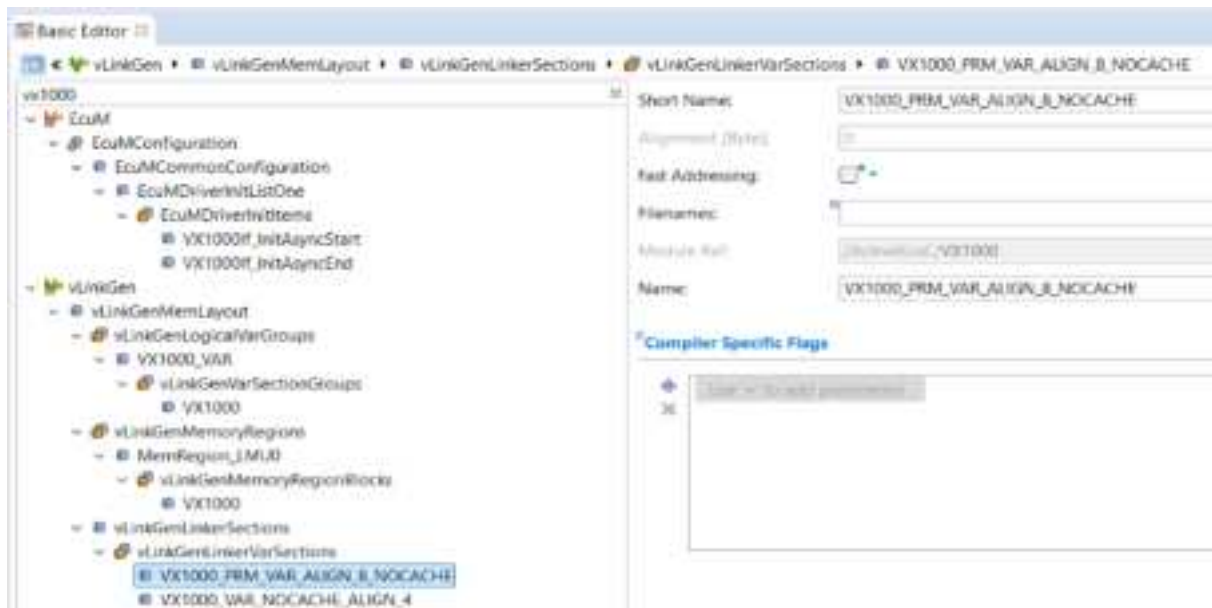 Basic Editor
vLinkGen vLinkGenMemLayout vLinkGenLinkerSections vLinkGenLinkerVarSections VX1000_PRM_VAR_ALIGN_8_NOCACHE
vx1000
EcuM
EcuMConfiguration
EcuMCommonConfiguration
EcuMDriverInitListOne
EcuMDriverInitItems
VX1000If_InitAsyncStart
VX1000If_InitAsyncEnd
vLinkGen
vLinkGenMemLayout
vLinkGenLogicalVarGroups
VX1000_VAR
vLinkGenVarSectionGroups
VX1000
vLinkGenMemoryRegions
MemRegion_LMU0
vLinkGenMemoryRegionBlocks
VX1000
vLinkGenLinkerSections
vLinkGenLinkerVarSections
VX1000_PRM_VAR_ALIGN_8_NOCACHE
VX1000_VAR_NOCACHE_ALIGN_4
Short Name: VX1000_PRM_VAR_ALIGN_8_NOCACHE
Alignment [Byte]:
Fast Addressing:
Filenames:
Module Ref: VX1000
Name: VX1000_PRM_VAR_ALIGN_8_NOCACHE
Compiler Specific Flags